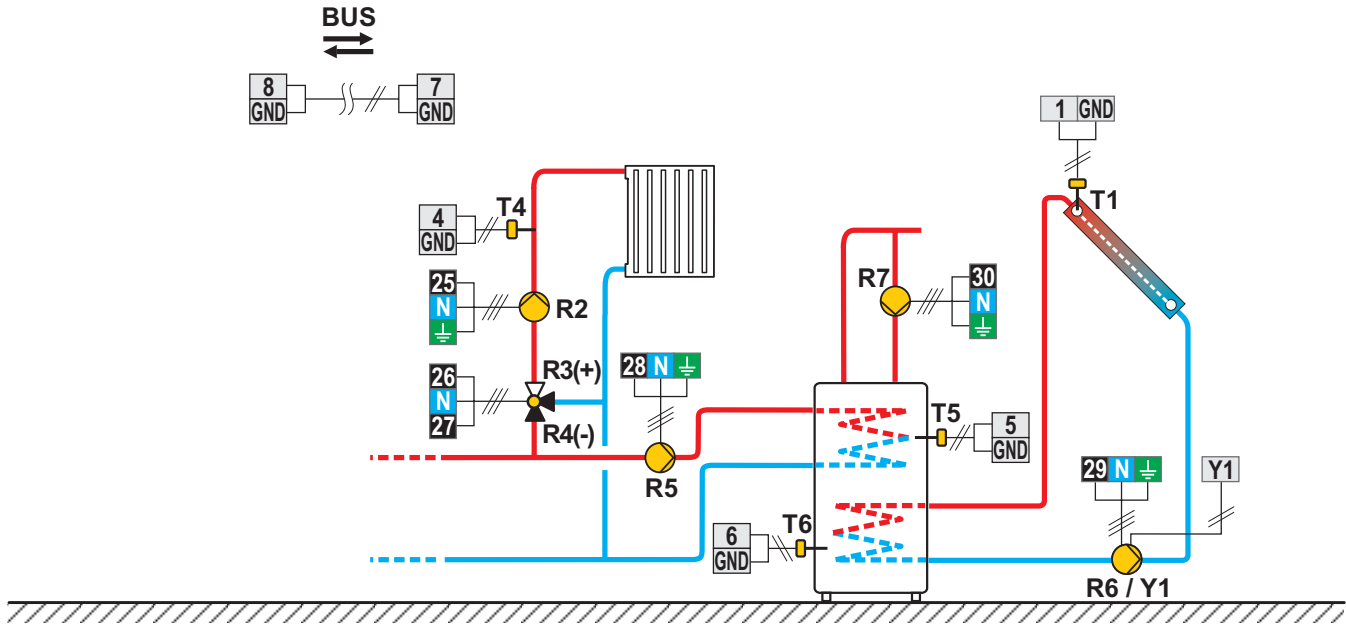 BUS
8
GND
7
GND
1 GND
T1
T4
4
GND
25
N
R2
R7
30
N
26
N
27
R3(+)
R4(-)
28 N
R5
T5
5
GND
T6
6
GND
29 N
Y1
R6 / Y1